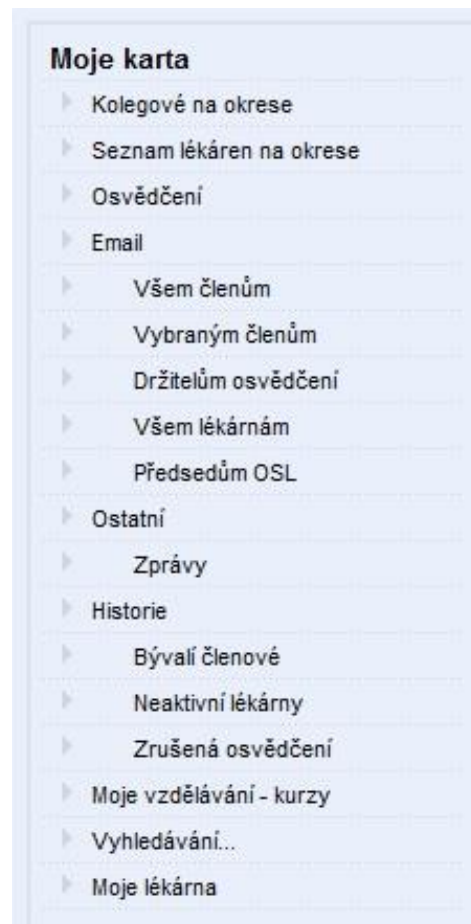 Moje karta
Kolegové na okrese
Seznam lékáren na okrese
Osvědčení
Email
Všem členům
Vybraným členům
Držitelům osvědčení
Všem lékárnám
Předsedům OSL
Ostatní
Zprávy
Historie
Bývalí členové
Neaktivní lékárny
Zrušená osvědčení
Moje vzdělávání - kurzy
Vyhledávání...
Moje lékárna